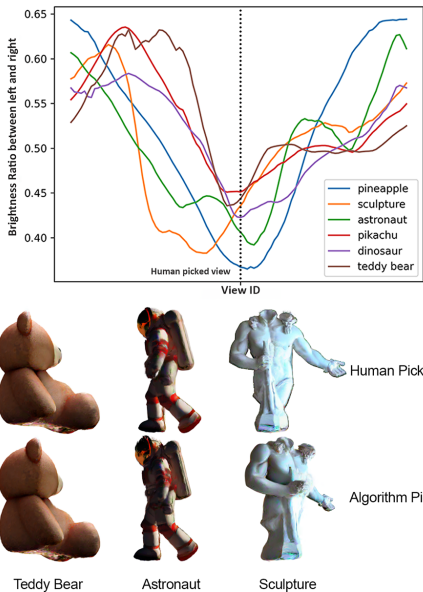 Brightness Ratio between left and right
0.65
0.60
0.55
0.50
0.45
0.40
pineapple
sculpture
astronaut
pikachu
dinosaur
teddy bear
Human picked view
View ID
Human Pick
Algorithm Pi
Teddy Bear Astronaut Sculpture